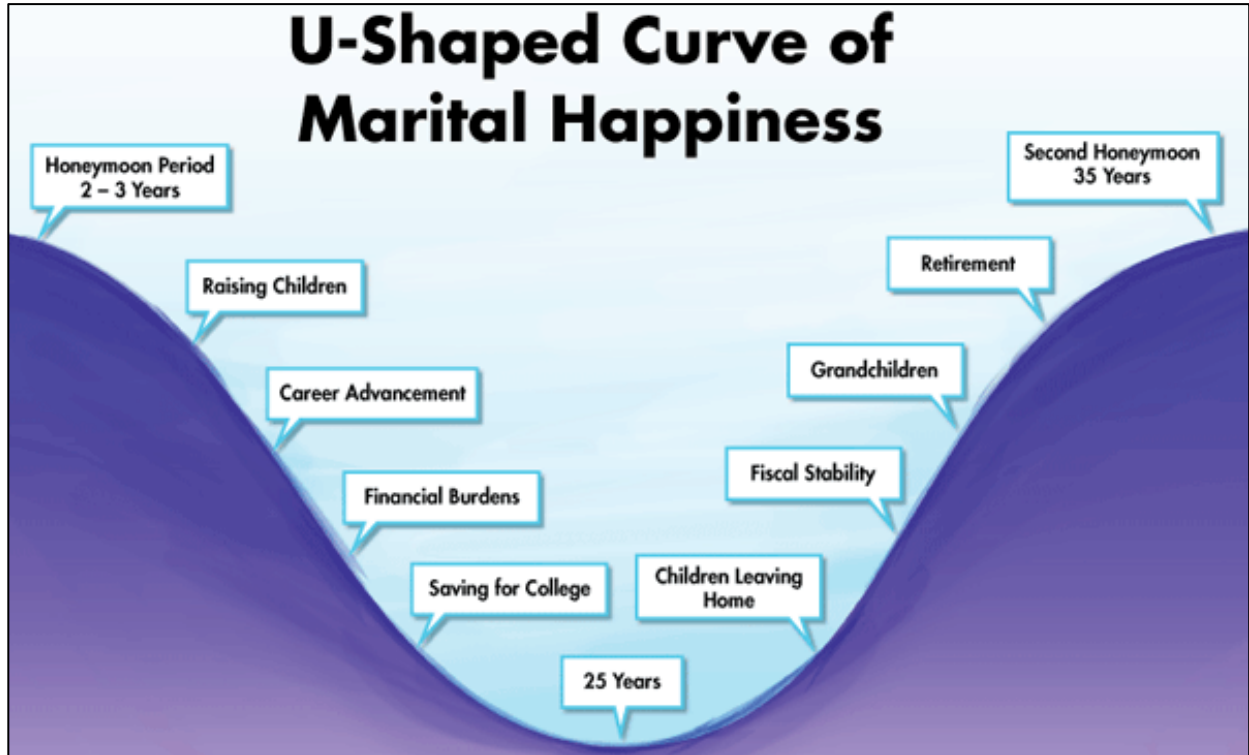 U-Shaped Curve of
Marital Happiness
Honeymoon Period
2 – 3 Years
Raising Children
Career Advancement
Financial Burdens
Saving for College
25 Years
Children Leaving
Home
Fiscal Stability
Grandchildren
Retirement
Second Honeymoon
35 Years